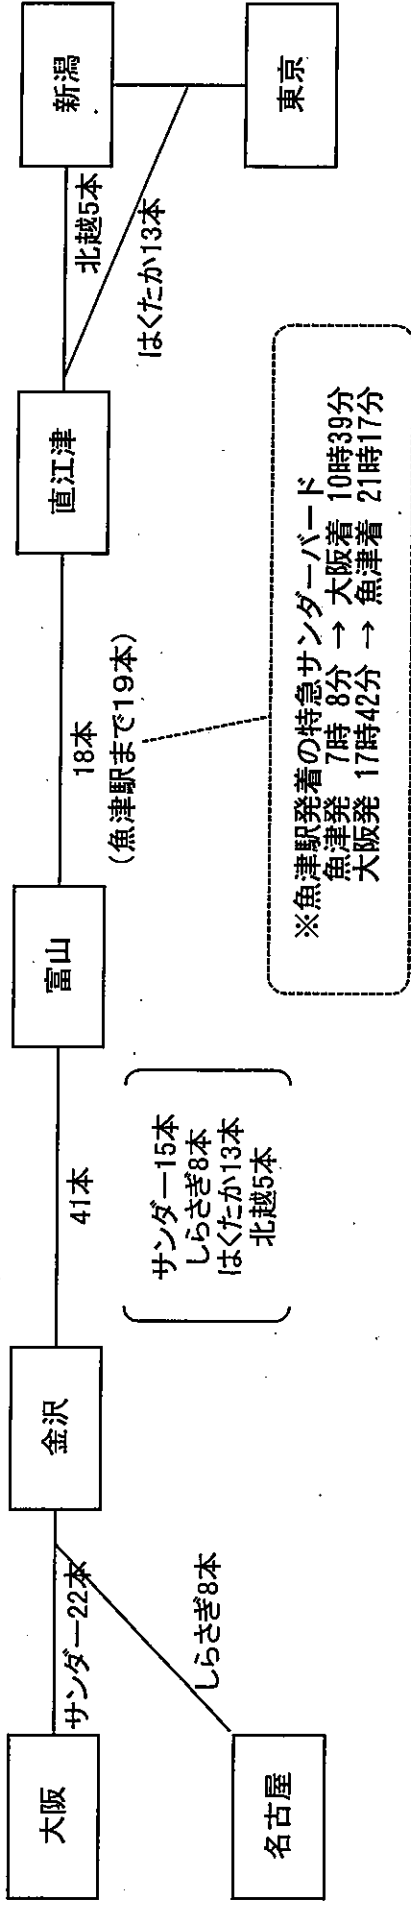 大阪
サンダー22本
名古屋
しらさぎ8本
金沢
41本
サンダー15本
しらさぎ8本
はくたか13本
北越5本
富山
18本
(魚津駅まで19本)
※魚津駅発着の特急サンダーバード
魚津発 7時 8分 → 大阪着 10時39分
大阪発 17時42分 → 魚津着 21時17分
直江津
北越5本
はくたか13本
新潟
東京